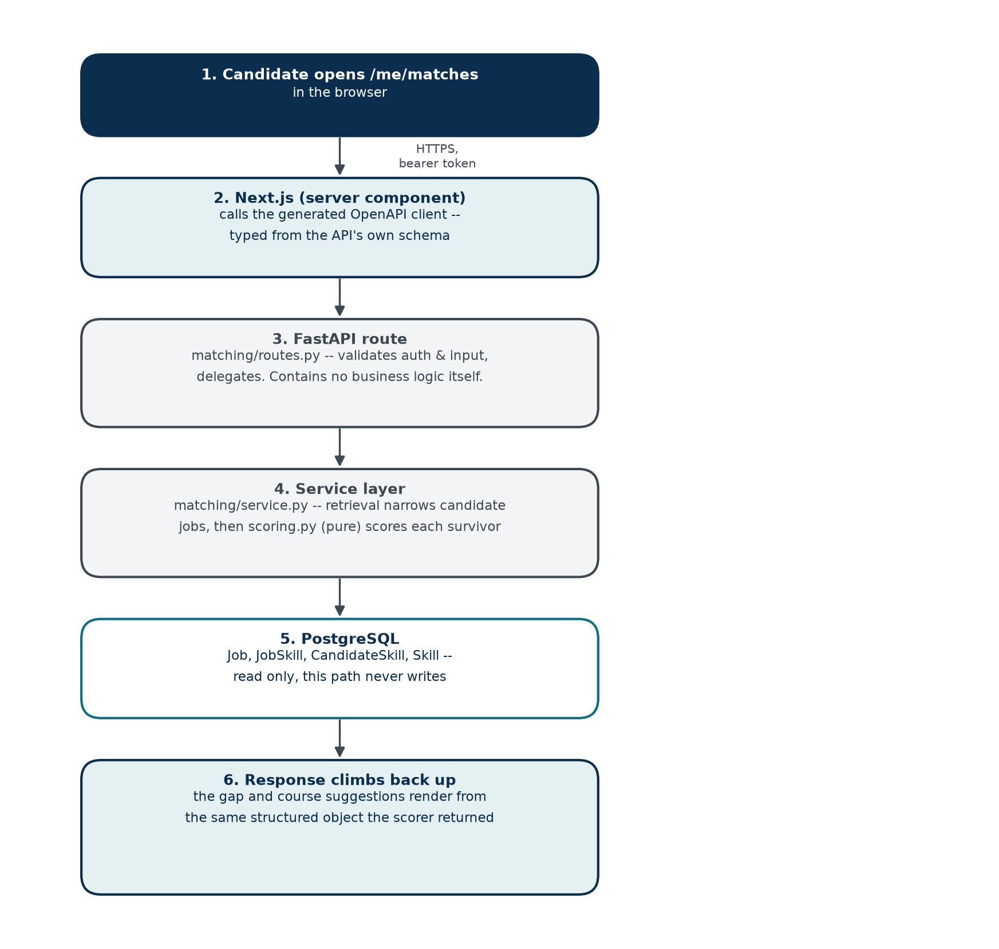 1. Candidate opens /me/matches
in the browser
HTTPS,
bearer token
2. Next.js (server component)
calls the generated OpenAPI client --
typed from the API's own schema
3. FastAPI route
matching/routes.py -- validates auth & input,
delegates. Contains no business logic itself.
4. Service layer
matching/service.py -- retrieval narrows candidate
jobs, then scoring.py (pure) scores each survivor
5. PostgreSQL
Job, JobSkill, CandidateSkill, Skill --
read only, this path never writes
6. Response climbs back up
the gap and course suggestions render from
the same structured object the scorer returned